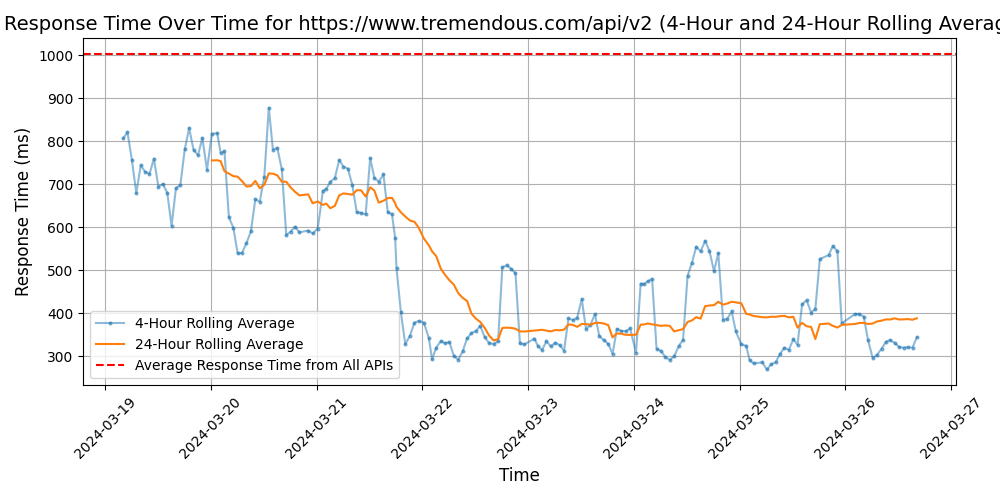 Response Time Over Time for https://www.tremendous.com/api/v2 (4-Hour and 24-Hour Rolling Averag
Response Time (ms)
1000
900
800
700
600
500
400
300
4-Hour Rolling Average
24-Hour Rolling Average
Average Response Time from All APIs
2024-03-19
2024-03-20
2024-03-21
2024-03-22
2024-03-23
2024-03-24
2024-03-25
2024-03-26
2024-03-27
Time